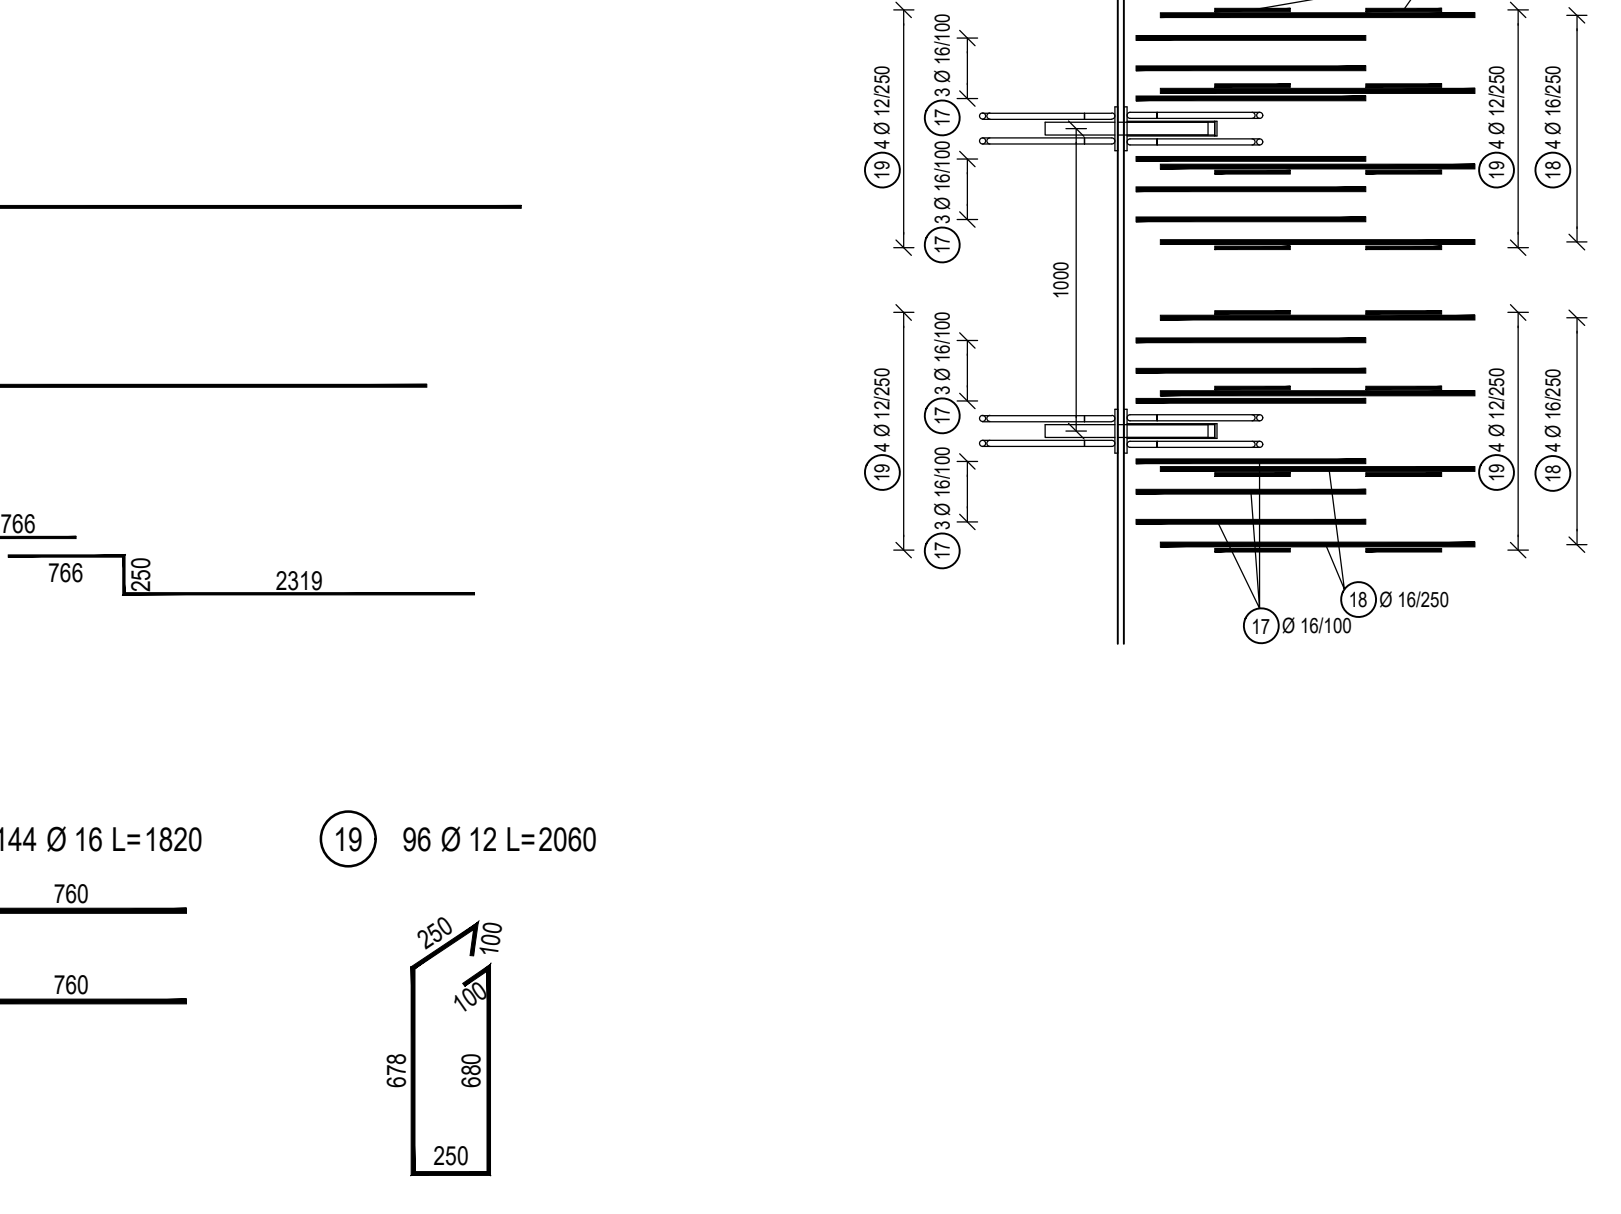 19 4 Ø 12/250
17 3 Ø 16/100
17 3 Ø 16/100
19 4 Ø 12/250
18 4 Ø 16/250
1000
19 4 Ø 12/250
17 3 Ø 16/100
17 3 Ø 16/100
19 4 Ø 12/250
18 4 Ø 16/250
18 Ø 16/250
17 Ø 16/100
766
766
250
2319
144 Ø 16 L=1820
760
760
19 96 Ø 12 L=2060
250
100
100
678
680
250